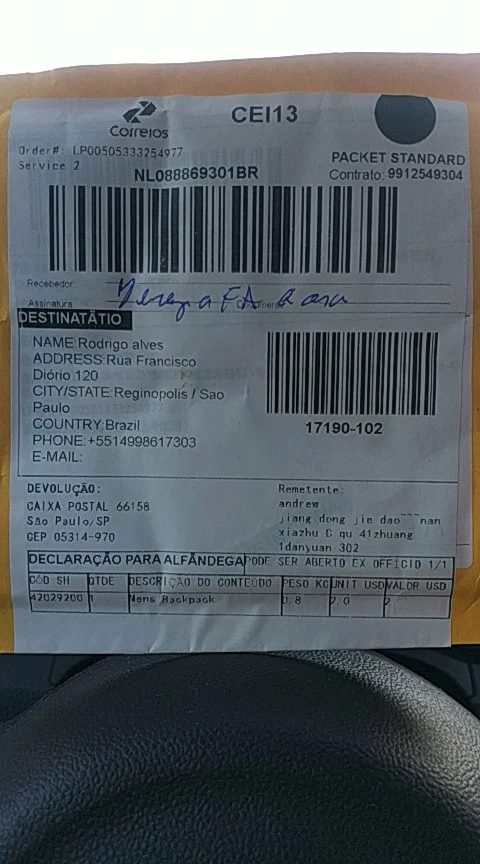 Correios
CEI13
Order#: LP00505333254977
Service 2
PACKET STANDARD
Contrato: 9912549304
NL088869301BR
Recebedor:
Assinatura
DESTINATÁTIO
NAME:Rodrigo alves
ADDRESS:Rua Francisco
Diório,120
CITY/STATE:Reginopolis / Sao
Paulo
COUNTRY:Brazil
PHONE:+5514998617303
E-MAIL:
17190-102
DEVOLUÇÃO:
CAIXA POSTAL 66158
São Paulo/SP
CEP 05314-970
Remetente:
andrew
jiang dong jie dao```nan
xiazhu C qu 41zhuang
1danyuan 302
DECLARAÇÃO PARA ALFÂNDEGA PODE SER ABERTO EX OFFICIO 1/1
CÓD SH QTDE DESCRIÇÃO DO CONTEÚDO PESO KG UNIT USD VALOR USD
42029200 1 Mens Backpack 0.8